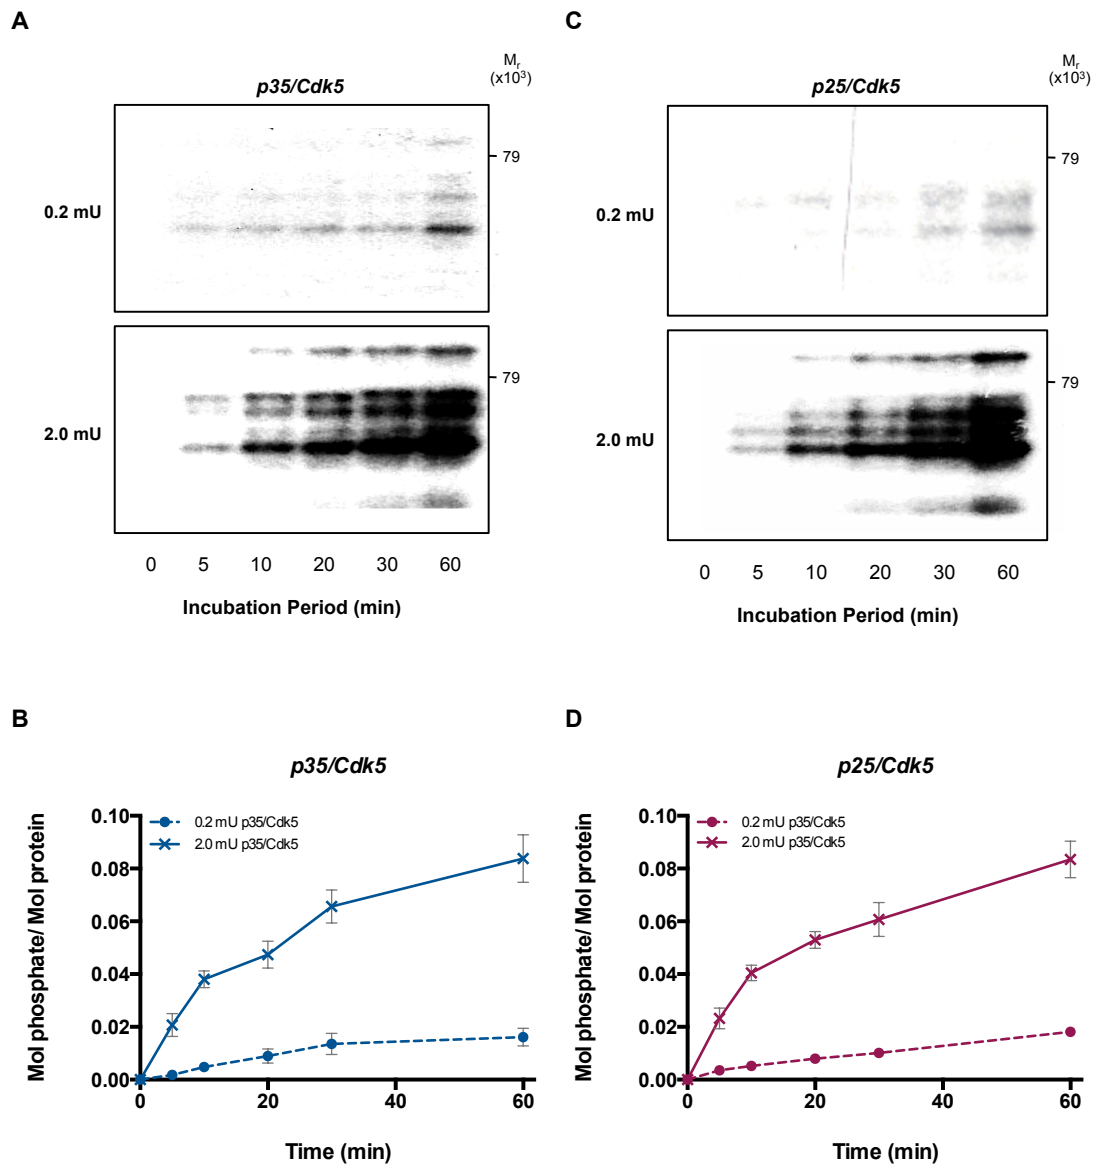 A
p35/Cdk5
Mr
(x10³)
79
0.2 mU
79
2.0 mU
0 5 10 20 30 60
Incubation Period (min)
C
p25/Cdk5
Mr
(x10³)
79
0.2 mU
79
2.0 mU
0 5 10 20 30 60
Incubation Period (min)
B
p35/Cdk5
Mol phosphate/ Mol protein
0.10
0.08
0.06
0.04
0.02
0.00
0.2 mU p35/Cdk5
2.0 mU p35/Cdk5
0 20 40 60
Time (min)
D
p25/Cdk5
Mol phosphate/ Mol protein
0.10
0.08
0.06
0.04
0.02
0.00
0.2 mU p35/Cdk5
2.0 mU p35/Cdk5
0 20 40 60
Time (min)